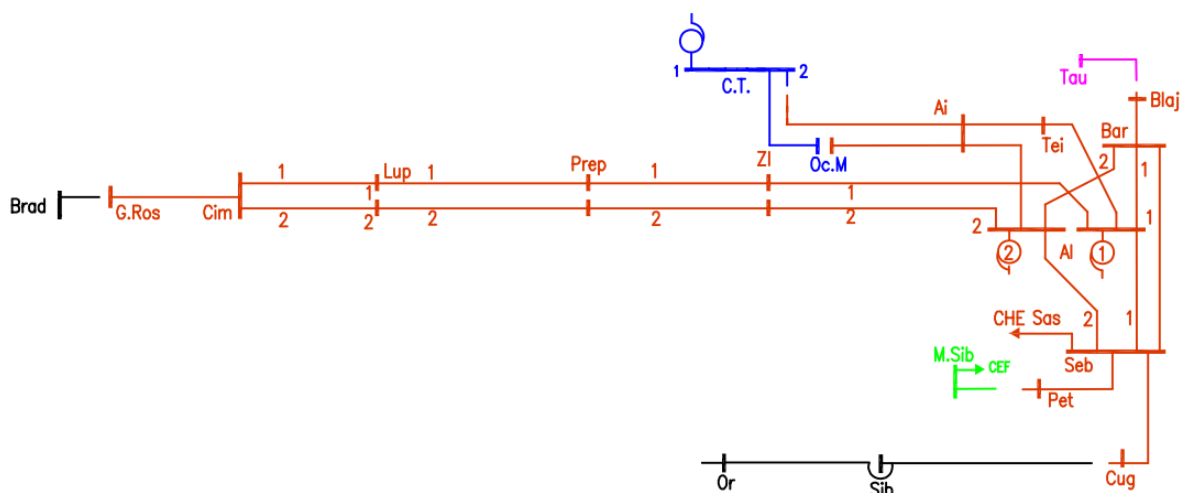 1 2
C.T.
Tau
Blaj
Ai
Tei
Bar
2
1
Oc.M
Zl
Prep
Lup
1 1 1 1
1
Brad
G.Ros
Cim
2 2 2 2 2
2
1
2
Al
1
CHE Sas
2 1
Seb
M.Sib
CEF
Pet
Or
Sib
Cug